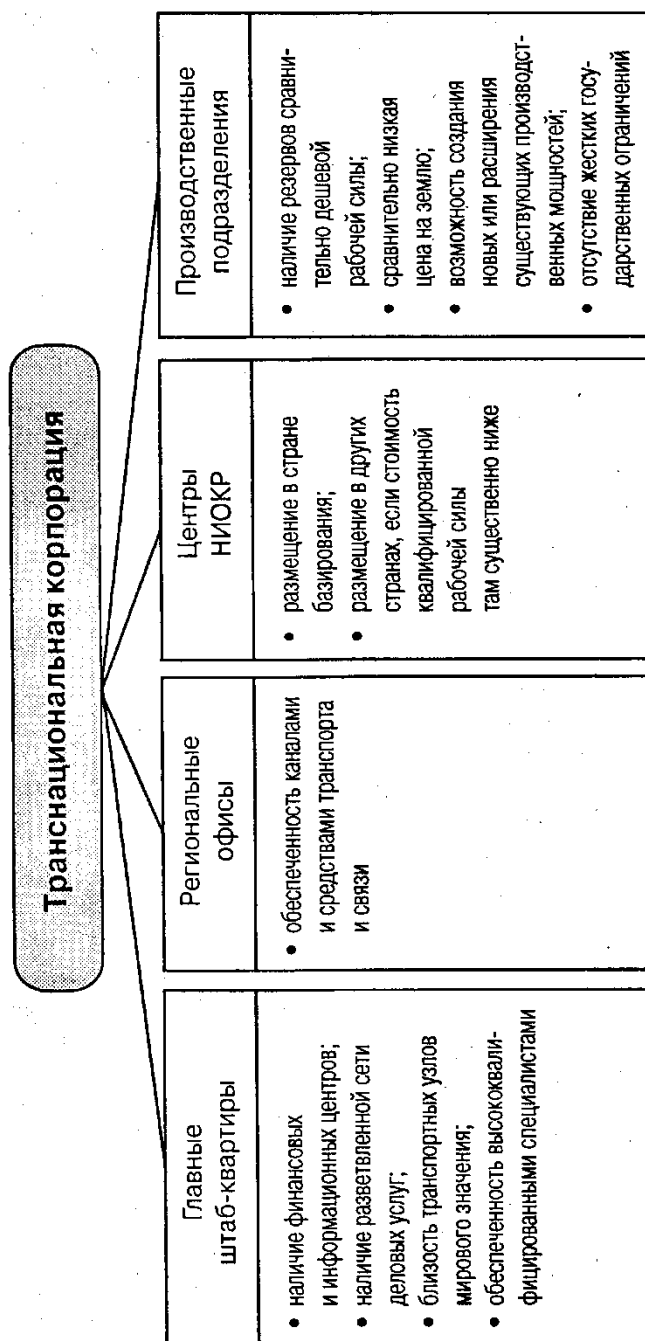 Транснациональная корпорация
Главные
штаб-квартиры
• наличие финансовых
и информационных центров;
• наличие разветвленной сети
деловых услуг;
• близость транспортных узлов
мирового значения;
• обеспеченность высококвали-
фицированными специалистами
Региональные
офисы
• обеспеченность каналами
и средствами транспорта
и связи
Центры
НИОКР
• размещение в стране
базирования;
• размещение в других
странах, если стоимость
квалифицированной
рабочей силы
там существенно ниже
Производственные
подразделения
• наличие резервов сравни-
тельно дешевой
рабочей силы;
• сравнительно низкая
цена на землю;
• возможность создания
новых или расширения
существующих производст-
венных мощностей;
• отсутствие жестких госу-
дарственных ограничений